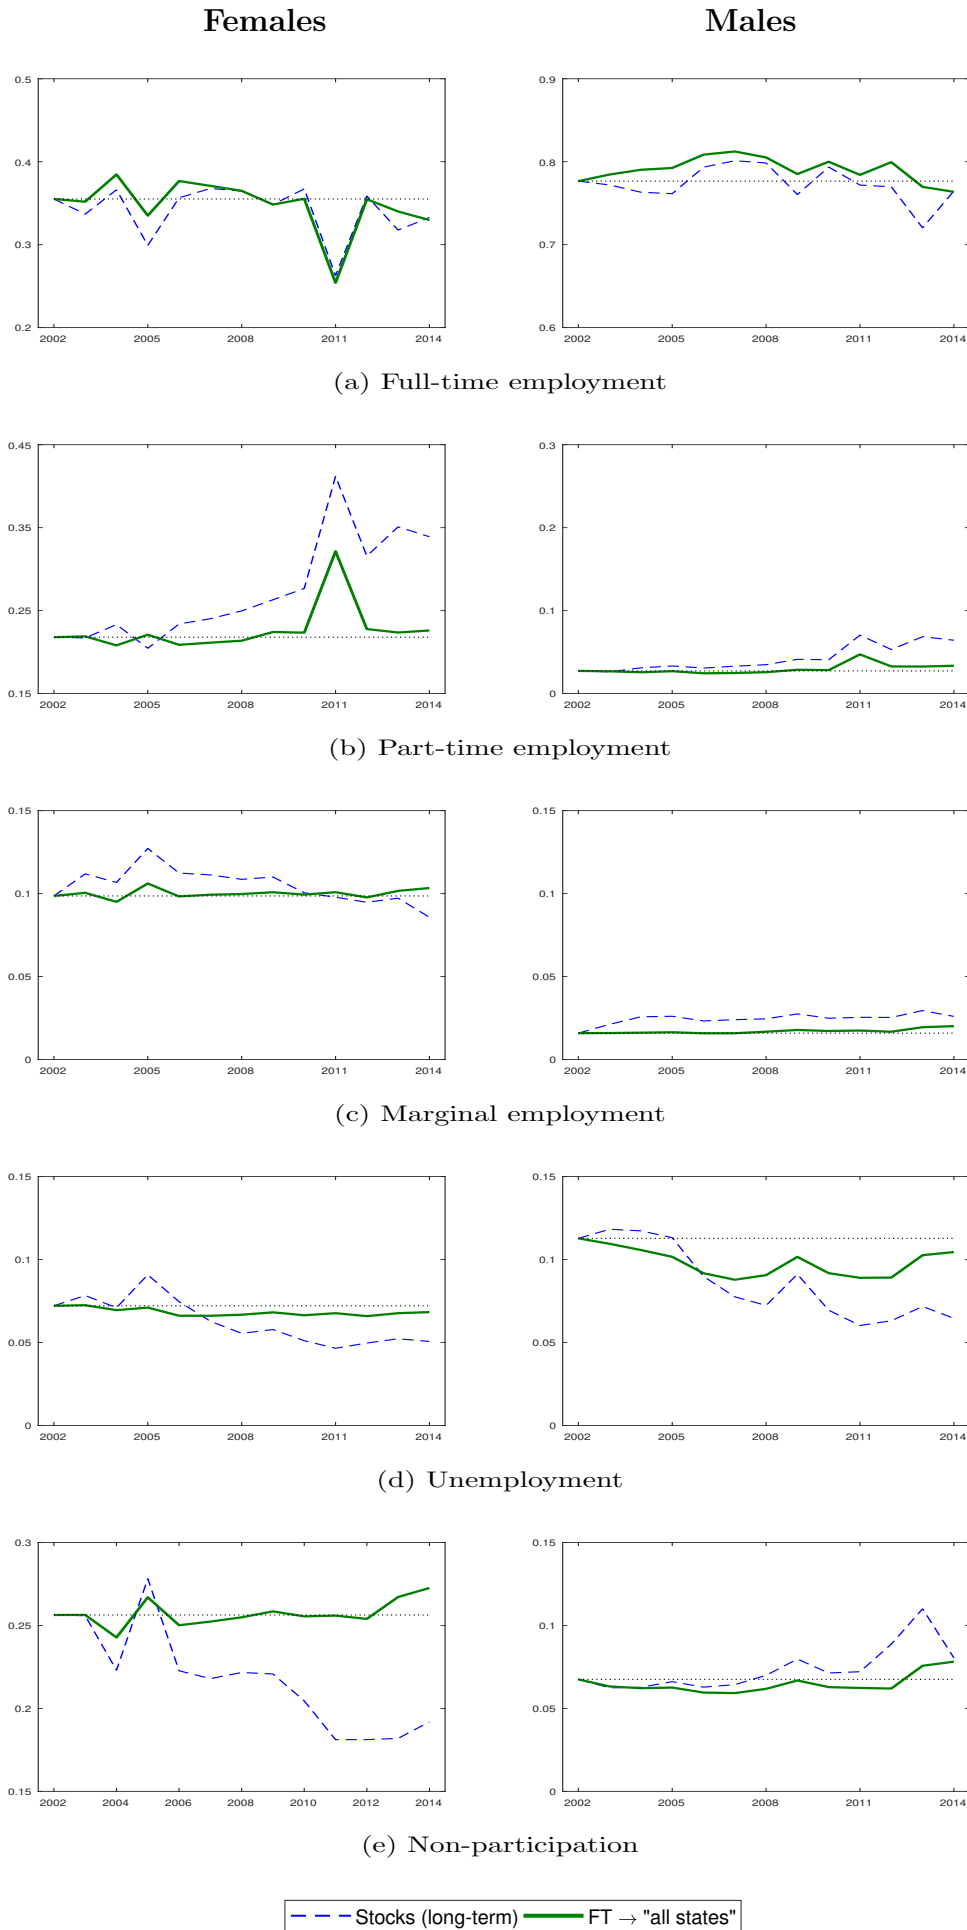 Females Males
0.5 0.9
0.4 0.8
0.3 0.7
0.2 0.6
2002 2005 2008 2011 2014 2002 2005 2008 2011 2014
(a) Full-time employment
0.45 0.3
0.35 0.2
0.25 0.1
0.15 0
2002 2005 2008 2011 2014 2002 2005 2008 2011 2014
(b) Part-time employment
0.15 0.15
0.1 0.1
0.05 0.05
0 0
2002 2005 2008 2011 2014 2002 2005 2008 2011 2014
(c) Marginal employment
0.15 0.15
0.1 0.1
0.05 0.05
0 0
2002 2005 2008 2011 2014 2002 2005 2008 2011 2014
(d) Unemployment
0.3 0.15
0.25 0.1
0.2 0.05
0.15 0
2002 2004 2006 2008 2010 2012 2014 2002 2005 2008 2011 2014
(e) Non-participation
Stocks (long-term) FT → "all states"